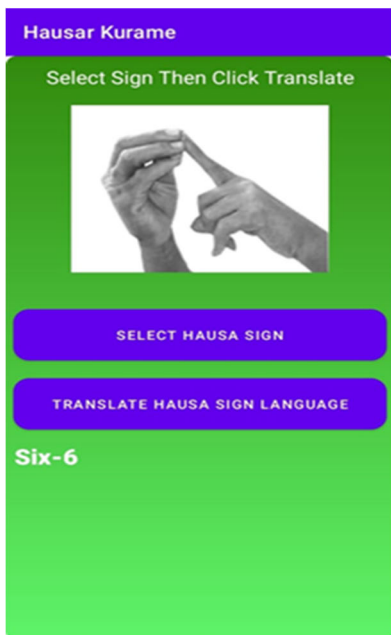 Hausar Kurame
Select Sign Then Click Translate
SELECT HAUSA SIGN
TRANSLATE HAUSA SIGN LANGUAGE
Six-6